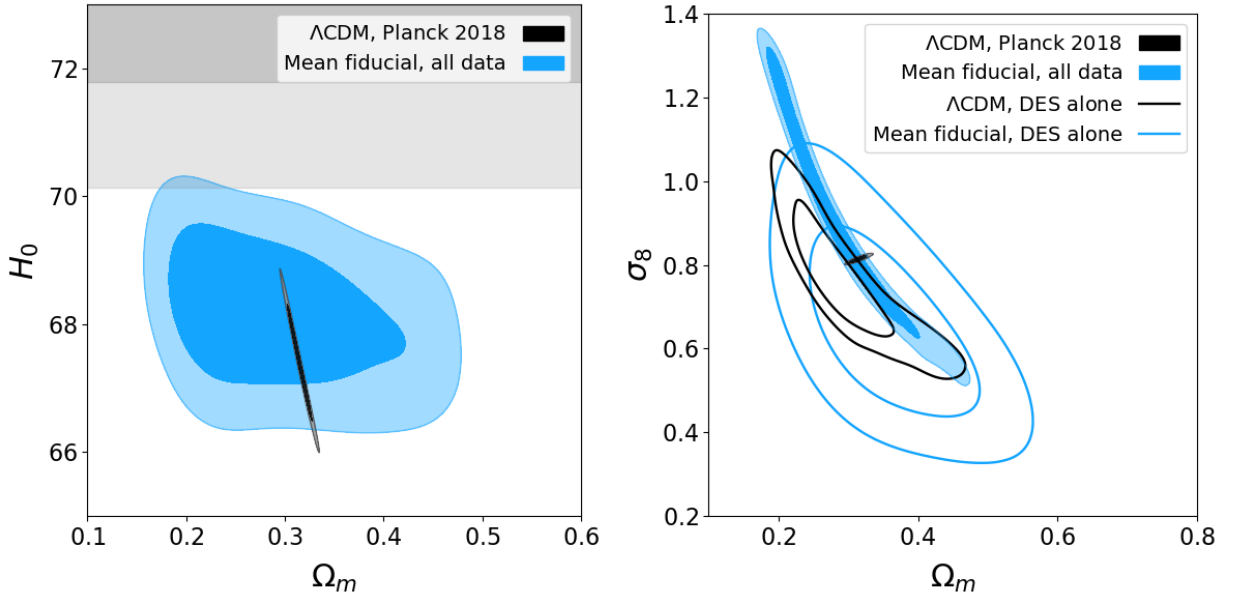 ΛCDM, Planck 2018
Mean fiducial, all data
72
70
68
66
H₀
0.1
0.2
0.3
0.4
0.5
0.6
Ωₘ
ΛCDM, Planck 2018
Mean fiducial, all data
ΛCDM, DES alone
Mean fiducial, DES alone
1.4
1.2
1.0
0.8
0.6
0.4
0.2
σ₈
0.2
0.4
0.6
0.8
Ωₘ